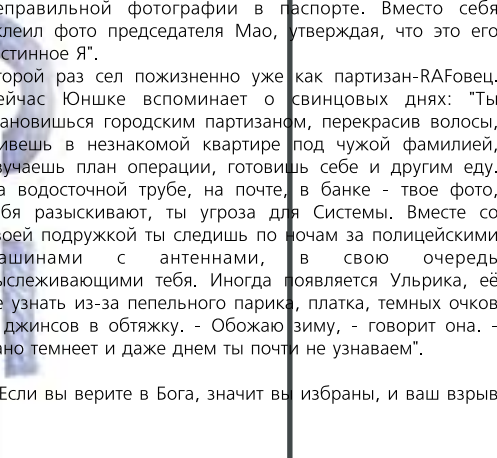 еправильной фотографии в паспорте. Вместо себя
клеил фото председателя Мао, утверждая, что это его
стинное Я".
торой раз сел пожизненно уже как партизан-RAFовец.
ейчас Юншке вспоминает о свинцовых днях: "Ты
ановишься городским партизаном, перекрасив волосы,
ивешь в незнакомой квартире под чужой фамилией,
зучаешь план операции, готовишь себе и другим еду.
а водосточной трубе, на почте, в банке - твое фото,
бя разыскивают, ты угроза для Системы. Вместе со
воей подружкой ты следишь по ночам за полицейскими
ашинами с антеннами, в свою очередь
ыслеживающими тебя. Иногда появляется Ульрика, её
е узнать из-за пепельного парика, платка, темных очков
джинсов в обтяжку. - Обожаю зиму, - говорит она. -
ано темнеет и даже днем ты почти не узнаваем".
Если вы верите в Бога, значит вы избраны, и ваш взрыв